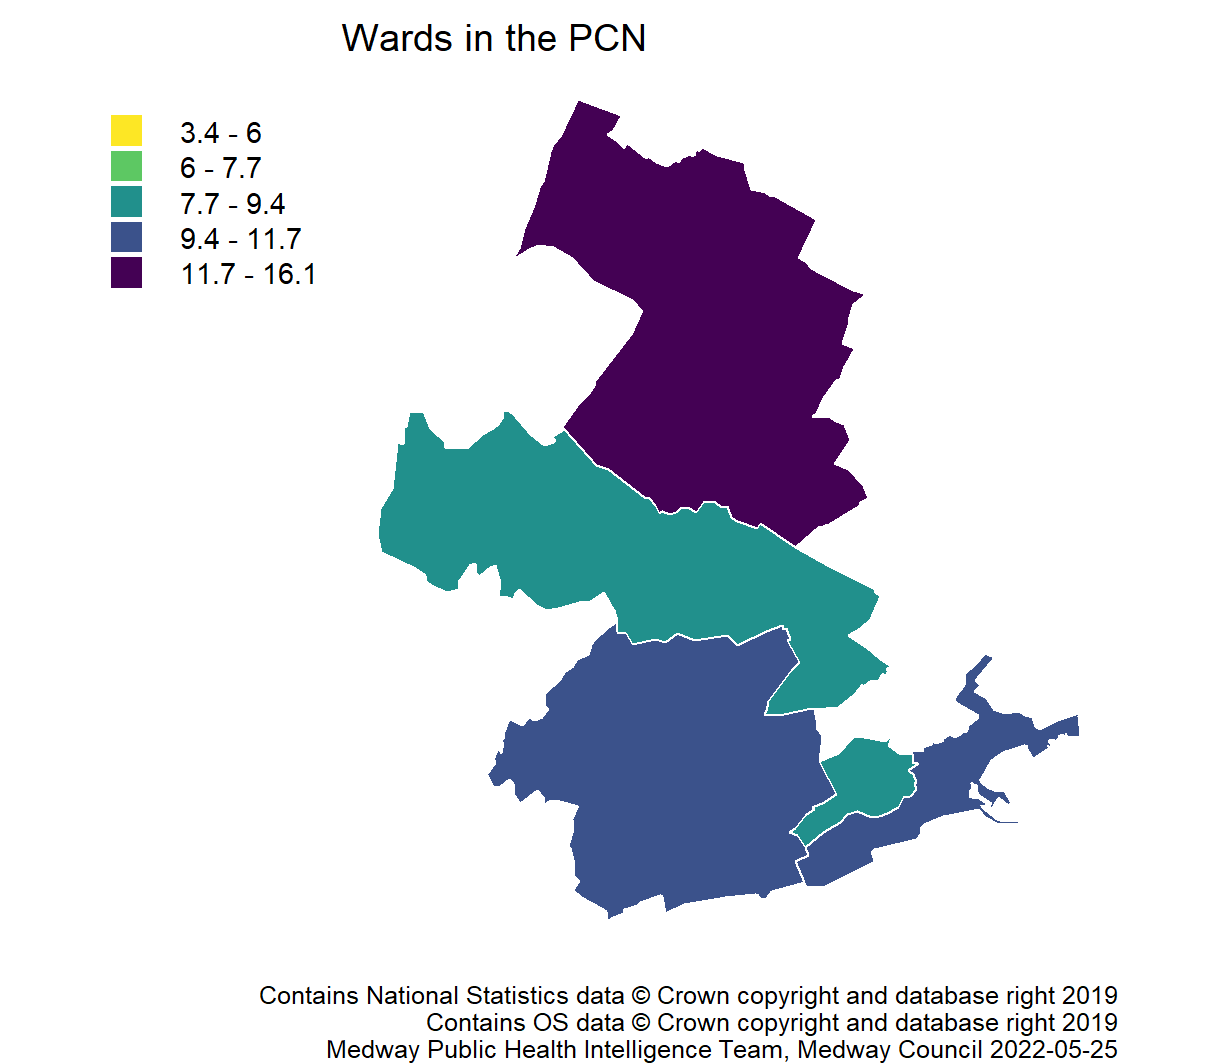 Wards in the PCN
3.4 - 6
6 - 7.7
7.7 - 9.4
9.4 - 11.7
11.7 - 16.1
Contains National Statistics data © Crown copyright and database right 2019
Contains OS data © Crown copyright and database right 2019
Medway Public Health Intelligence Team, Medway Council 2022-05-25